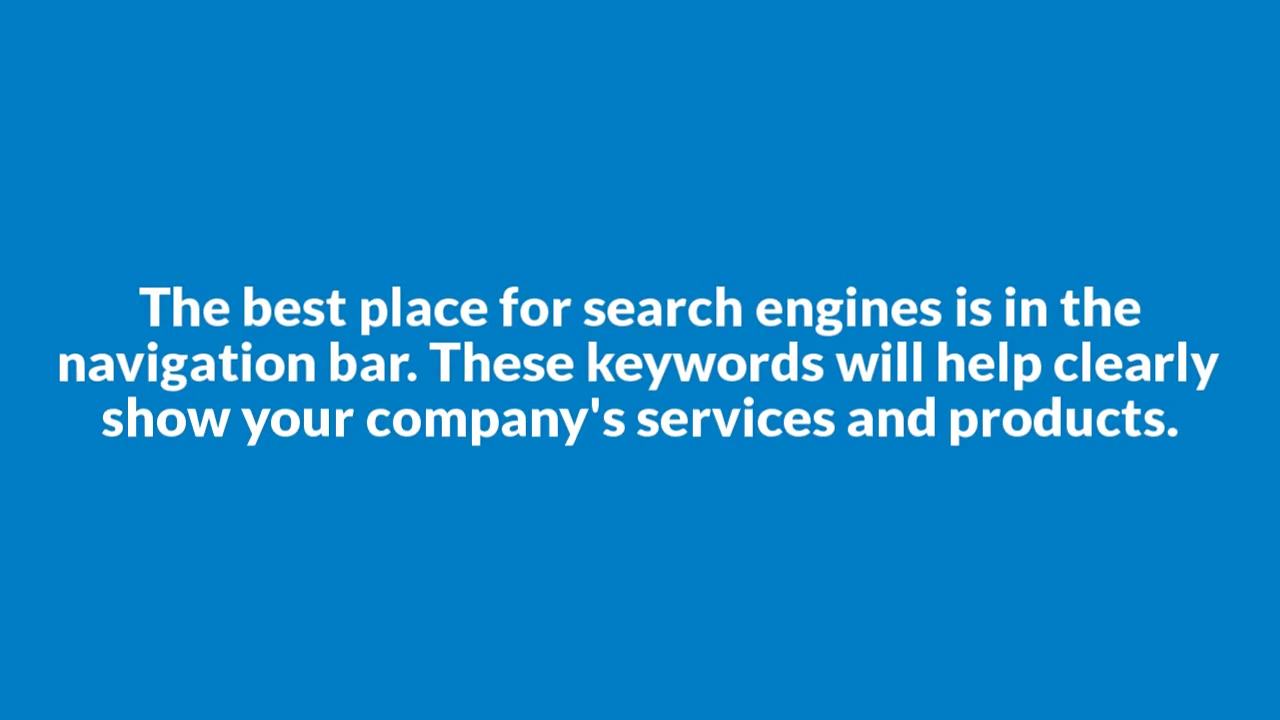 The best place for search engines is in the
navigation bar. These keywords will help clearly
show your company's services and products.